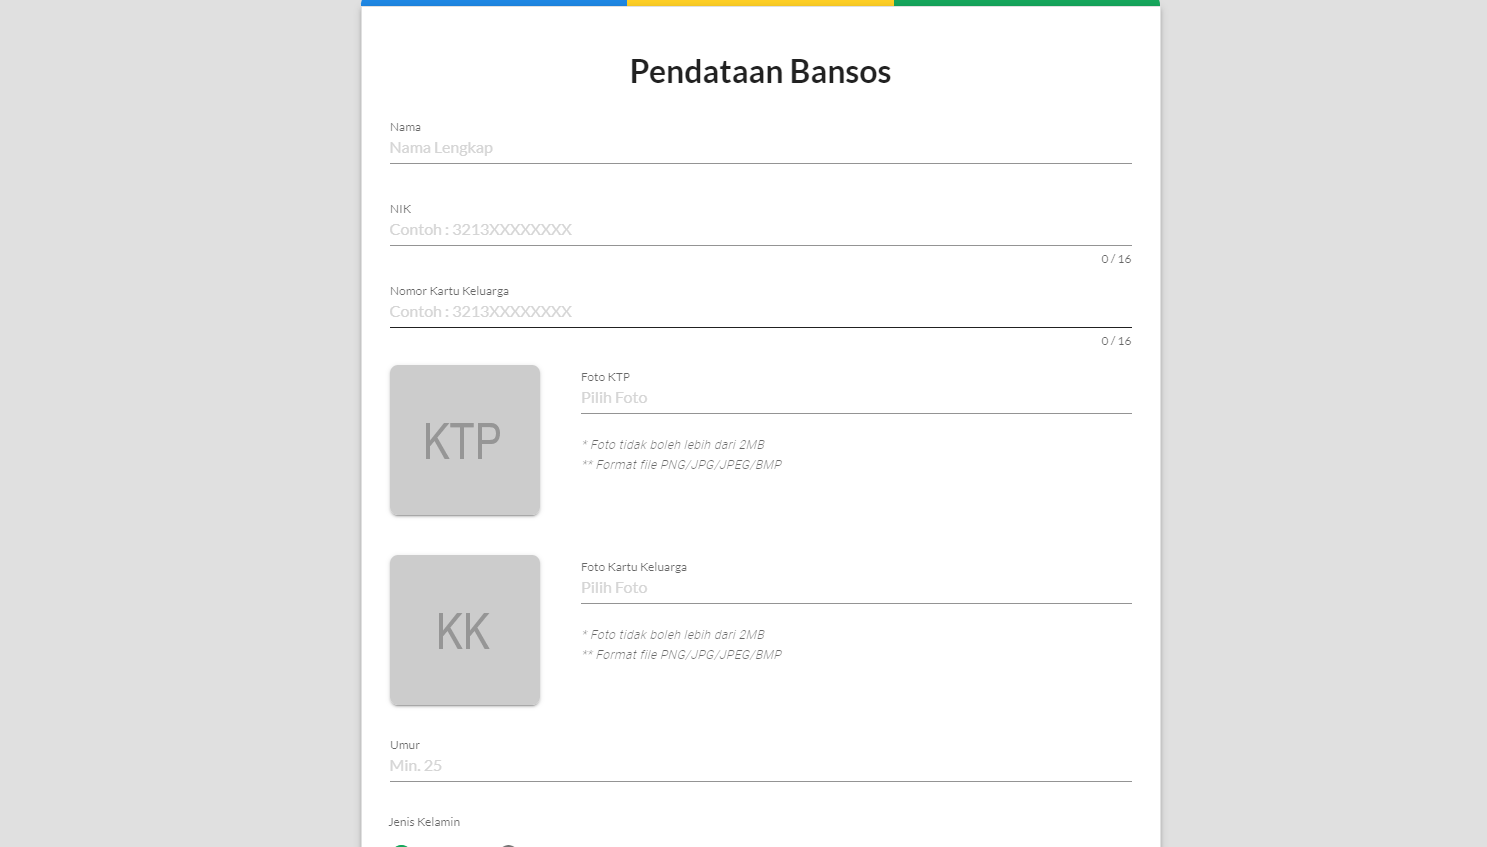 Pendataan Bansos
Nama
Nama Lengkap
NIK
Contoh : 3213XXXXXXXX
0 / 16
Nomor Kartu Keluarga
Contoh : 3213XXXXXXXX
0 / 16
KTP
Foto KTP
Pilih Foto
* Foto tidak boleh lebih dari 2MB
** Format file PNG/JPG/JPEG/BMP
KK
Foto Kartu Keluarga
Pilih Foto
* Foto tidak boleh lebih dari 2MB
** Format file PNG/JPG/JPEG/BMP
Umur
Min. 25
Jenis Kelamin